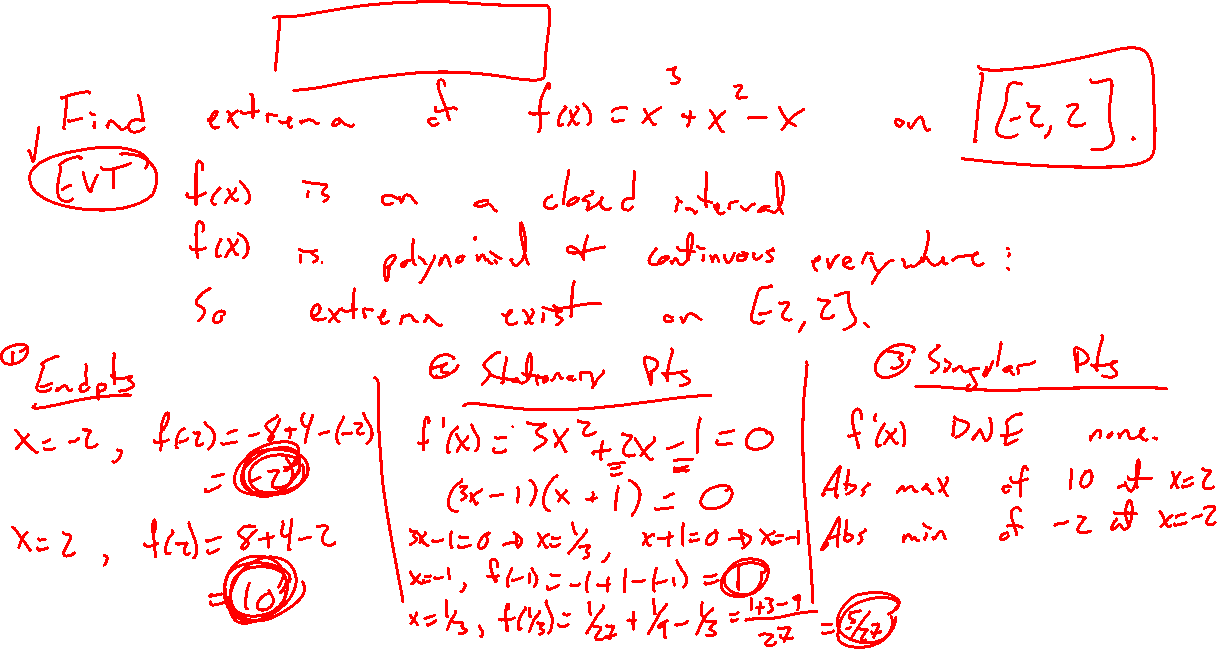 Find extrema of f(x) = x³ + x² - x on [-2, 2].
EVT f(x) is on a closed interval
f(x) is polynomial & continuous everywhere:
So extrema exist on [-2, 2].
① Endpts
x = -2, f(-2) = -8+4-(-2)
= -2
x = 2, f(2) = 8+4-2
= 10
② Stationary Pts
f'(x) = 3x² + 2x - 1 = 0
(3x-1)(x+1) = 0
3x-1=0 → x=1/3, x+1=0 → x=-1
x=-1, f(-1) = -1+1-(-1) = 1
x=1/3, f(1/3) = 1/27 + 1/9 - 1/3 = (1+3-9)/27 = 5/27
③ Singular Pts
f'(x) DNE none.
Abs max of 10 at x=2
Abs min of -2 at x=-2